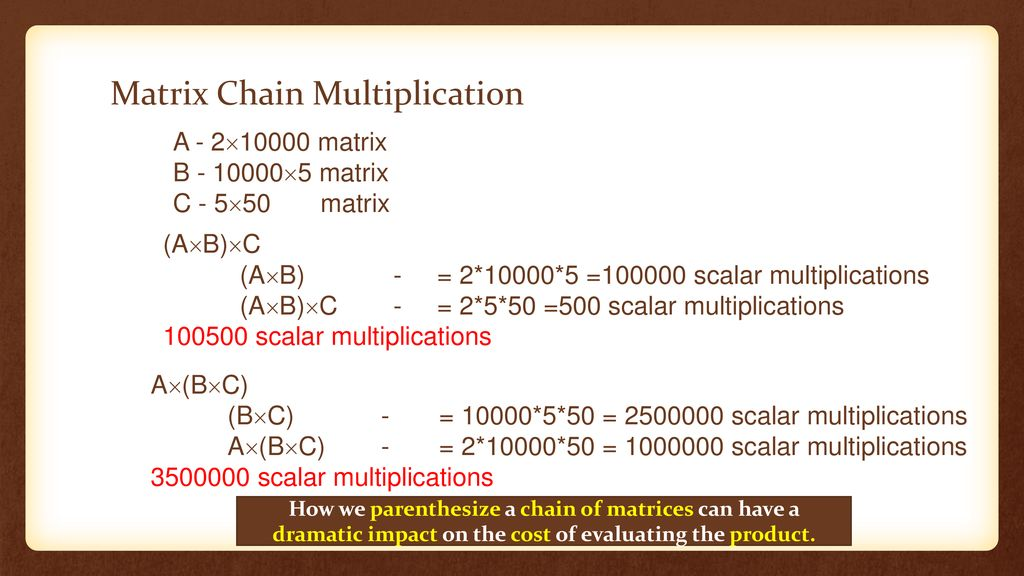 Matrix Chain Multiplication
A - 2×10000 matrix
B - 10000×5 matrix
C - 5×50 matrix
(A×B)×C
(A×B) - = 2*10000*5 =100000 scalar multiplications
(A×B)×C - = 2*5*50 =500 scalar multiplications
100500 scalar multiplications
A×(B×C)
(B×C) - = 10000*5*50 = 2500000 scalar multiplications
A×(B×C) - = 2*10000*50 = 1000000 scalar multiplications
3500000 scalar multiplications
How we parenthesize a chain of matrices can have a
dramatic impact on the cost of evaluating the product.